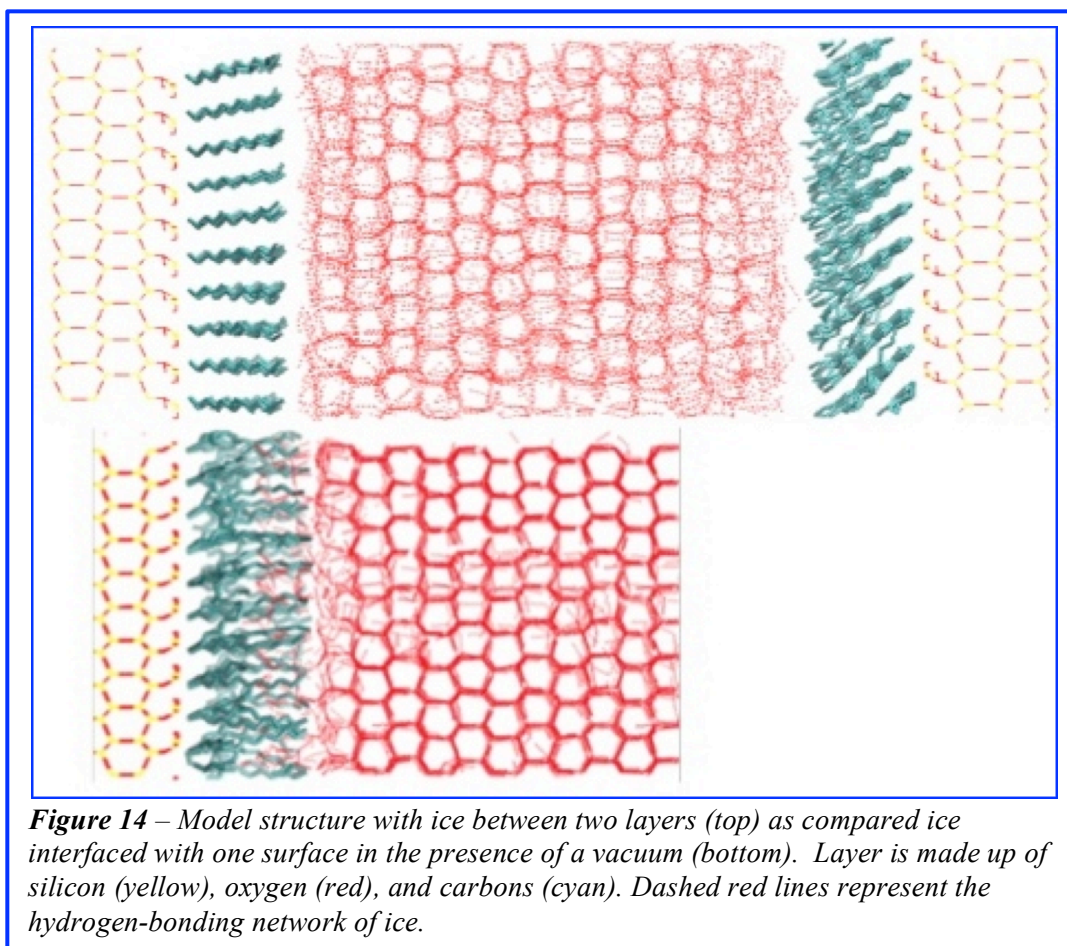 Figure 14 – Model structure with ice between two layers (top) as compared ice
interfaced with one surface in the presence of a vacuum (bottom).  Layer is made up of
silicon (yellow), oxygen (red), and carbons (cyan). Dashed red lines represent the
hydrogen-bonding network of ice.